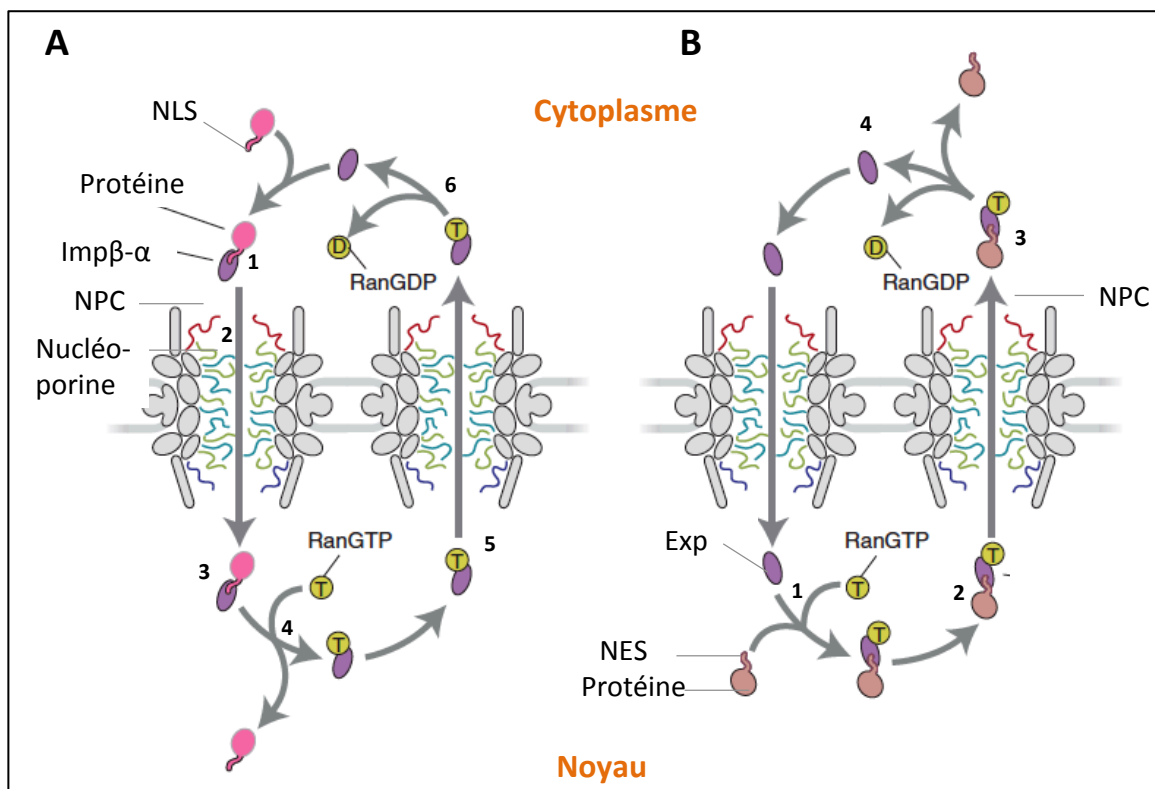 A
NLS
Protéine
Impβ-α
NPC
Nucléo-
porine
1
2
3
4
5
6
D
RanGDP
T
RanGTP
T
T
T
Cytoplasme
B
4
T
3
D
RanGDP
NPC
Exp
1
RanGTP
T
T
2
T
NES
Protéine
Noyau